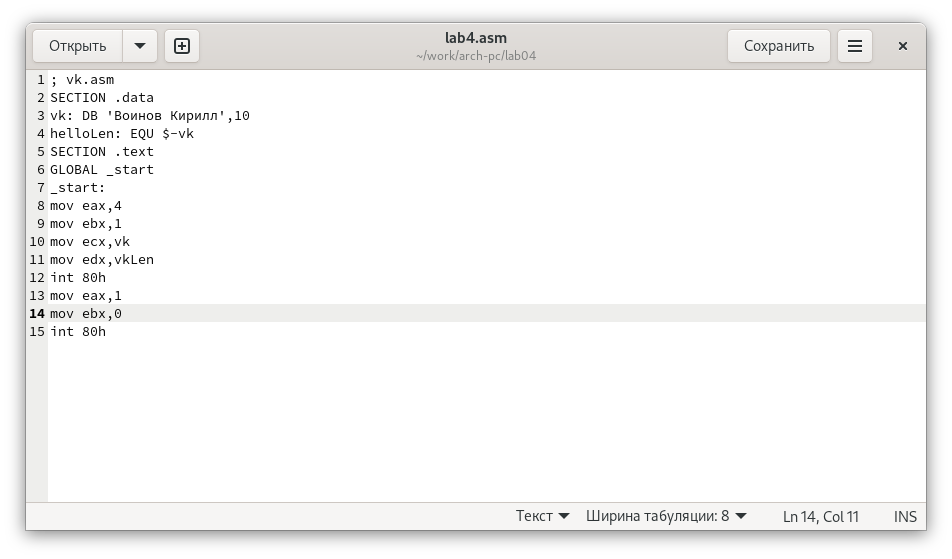 Открыть
lab4.asm
~/work/arch-pc/lab04
Сохранить
1 ; vk.asm
2 SECTION .data
3 vk: DB 'Воинов Кирилл',10
4 helloLen: EQU $-vk
5 SECTION .text
6 GLOBAL _start
7 _start:
8 mov eax,4
9 mov ebx,1
10 mov ecx,vk
11 mov edx,vkLen
12 int 80h
13 mov eax,1
14 mov ebx,0
15 int 80h
Текст Ширина табуляции: 8 Ln 14, Col 11 INS